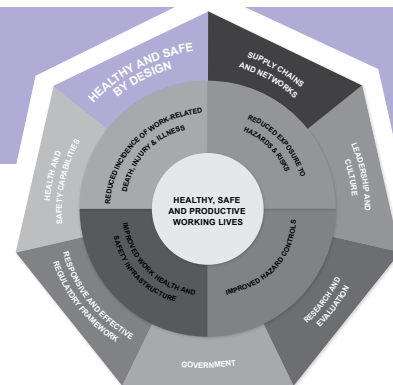 HEALTHY AND SAFE
BY DESIGN
SUPPLY CHAINS
AND NETWORKS
LEADERSHIP AND
CULTURE
RESEARCH AND
EVALUATION
GOVERNMENT
RESPONSIVE AND EFFECTIVE
REGULATORY FRAMEWORK
HEALTH AND
SAFETY CAPABILITIES
REDUCED INCIDENCE OF WORK-RELATED
DEATH, INJURY & ILLNESS
REDUCED EXPOSURE TO
HAZARDS & RISKS
IMPROVED HAZARD CONTROLS
IMPROVED WORK HEALTH AND
SAFETY INFRASTRUCTURE
HEALTHY, SAFE
AND PRODUCTIVE
WORKING LIVES